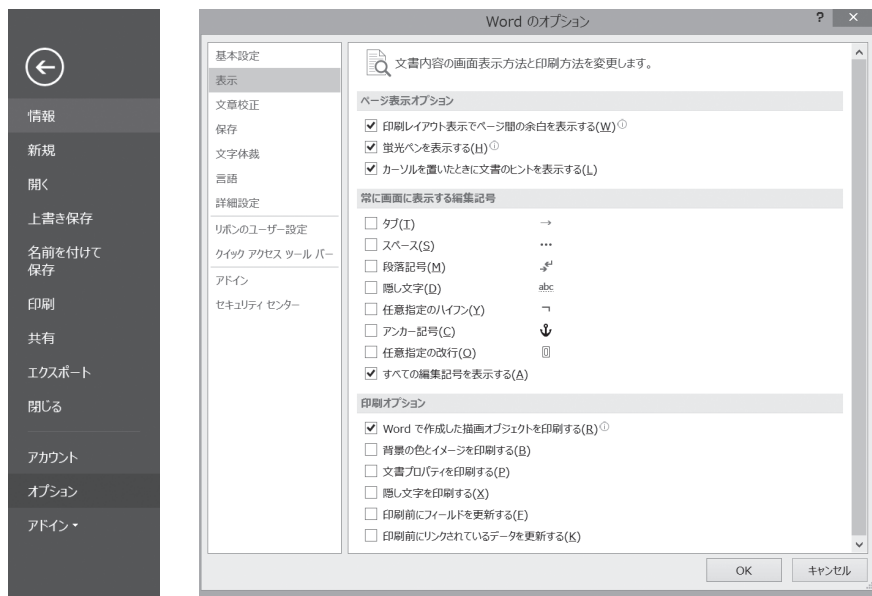 情報
新規
開く
上書き保存
名前を付けて
保存
印刷
共有
エクスポート
閉じる
アカウント
オプション
アドイン
Word のオプション
基本設定
表示
文章校正
保存
文字体裁
言語
詳細設定
リボンのユーザー設定
クイック アクセス ツール バー
アドイン
セキュリティ センター
文書内容の画面表示方法と印刷方法を変更します。
ページ表示オプション
印刷レイアウト表示でページ間の余白を表示する(W)
蛍光ペンを表示する(H)
カーソルを置いたときに文書のヒントを表示する(L)
常に画面に表示する編集記号
タブ(T)
スペース(S)
段落記号(M)
隠し文字(D) abc
任意指定のハイフン(Y)
アンカー記号(C)
任意指定の改行(O)
すべての編集記号を表示する(A)
印刷オプション
Word で作成した描画オブジェクトを印刷する(R)
背景の色とイメージを印刷する(B)
文書プロパティを印刷する(P)
隠し文字を印刷する(X)
印刷前にフィールドを更新する(F)
印刷前にリンクされているデータを更新する(K)
OK キャンセル